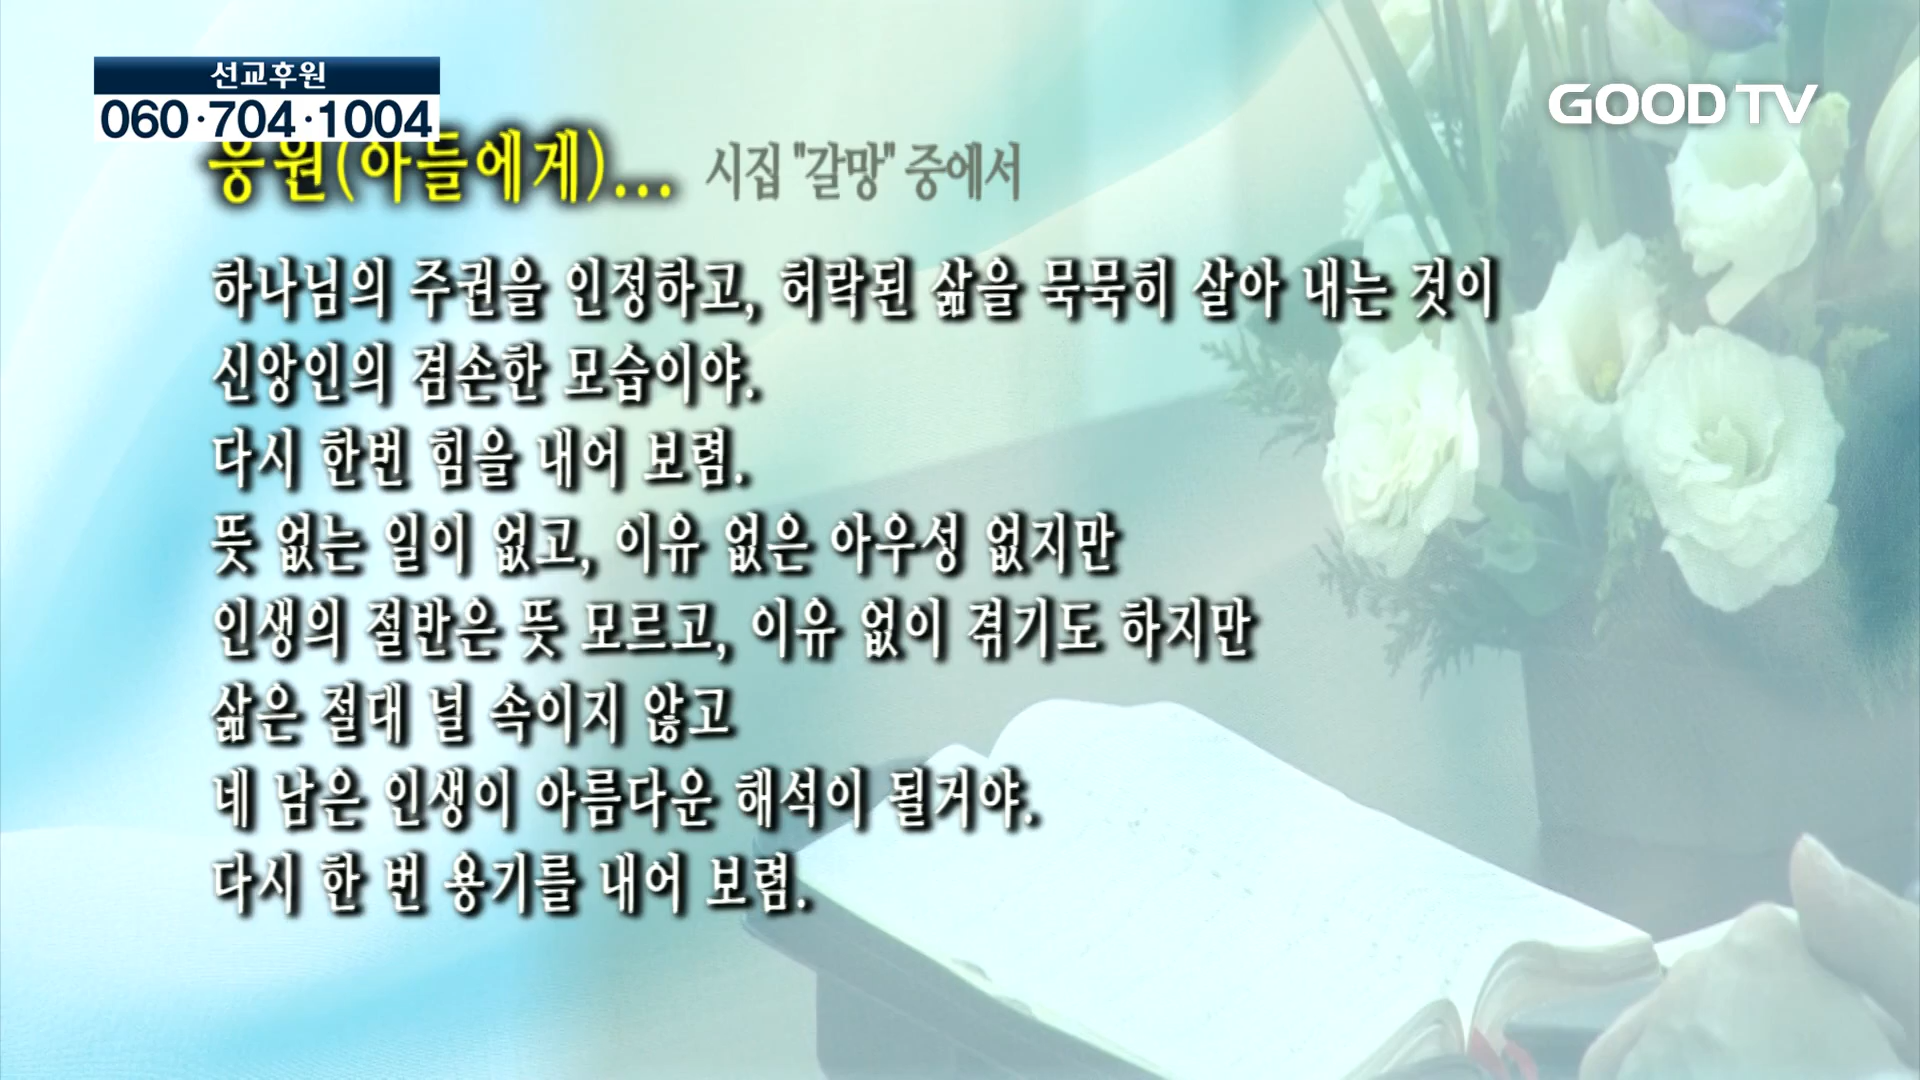 선교후원
060·704·1004
GOOD TV
응원(아들에게)... 시집 "갈망" 중에서
하나님의 주권을 인정하고, 허락된 삶을 묵묵히 살아 내는 것이
신앙인의 겸손한 모습이야.
다시 한번 힘을 내어 보렴.
뜻 없는 일이 없고, 이유 없은 아우성 없지만
인생의 절반은 뜻 모르고, 이유 없이 겪기도 하지만
삶은 절대 널 속이지 않고
네 남은 인생이 아름다운 해석이 될거야.
다시 한 번 용기를 내어 보렴.